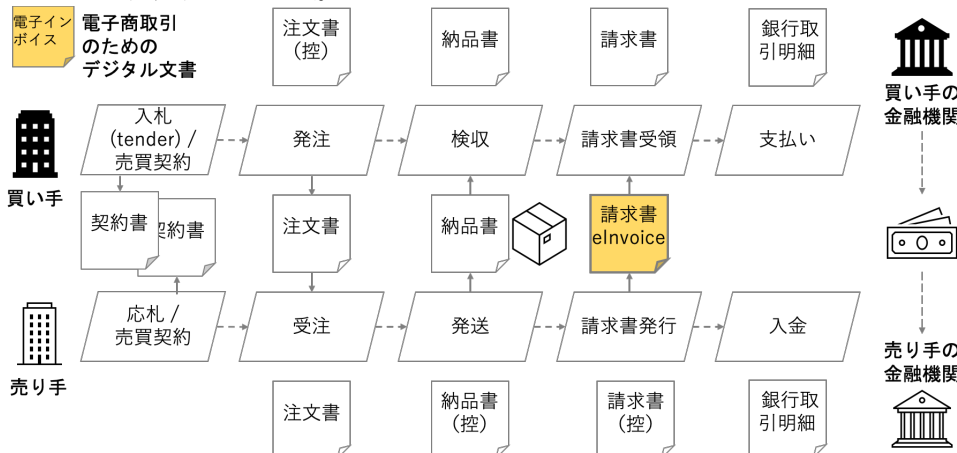 電子イン
ボイス
電子商取引
のための
デジタル文書
注文書
(控)
納品書
請求書
銀行取
引明細
買い手の
金融機関
入札
(tender) /
売買契約
発注
検収
請求書受領
支払い
買い手
契約書
契約書
注文書
納品書
請求書
eInvoice
応札 /
売買契約
受注
発送
請求書発行
入金
売り手
売り手の
金融機関
注文書
納品書
(控)
請求書
(控)
銀行取
引明細